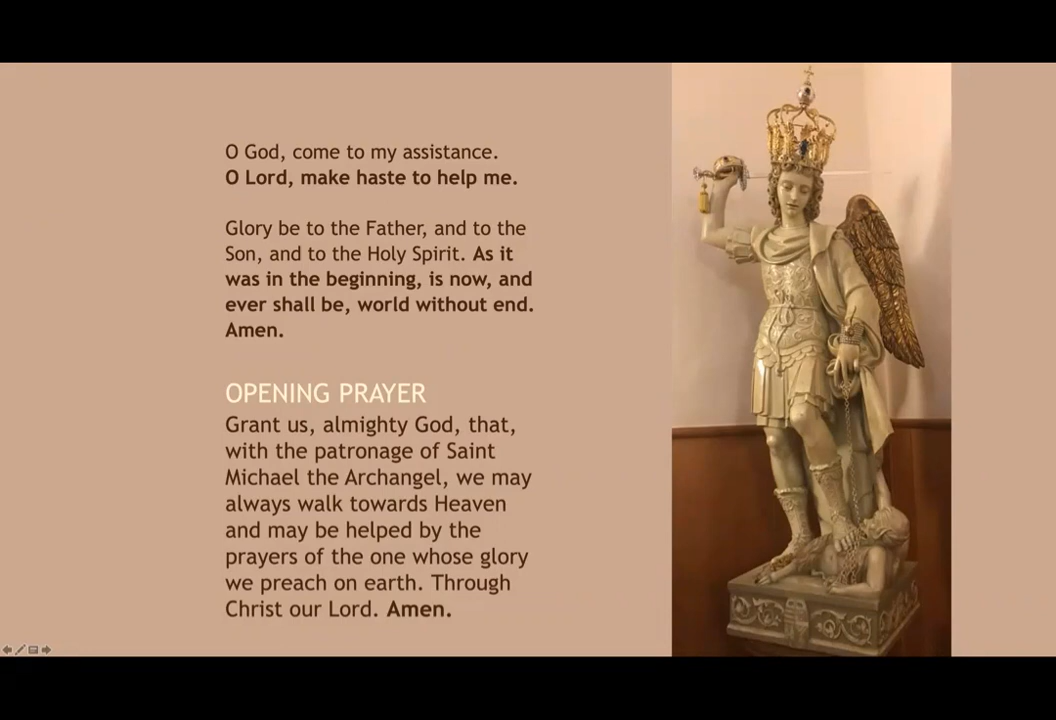 O God, come to my assistance.
O Lord, make haste to help me.
Glory be to the Father, and to the
Son, and to the Holy Spirit. As it
was in the beginning, is now, and
ever shall be, world without end.
Amen.
OPENING PRAYER
Grant us, almighty God, that,
with the patronage of Saint
Michael the Archangel, we may
always walk towards Heaven
and may be helped by the
prayers of the one whose glory
we preach on earth. Through
Christ our Lord. Amen.